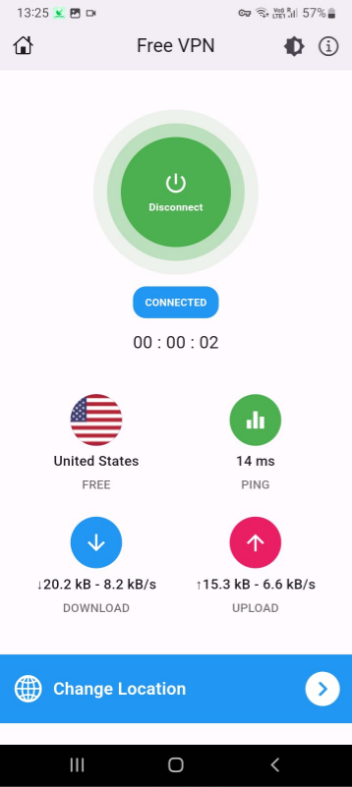 13:25 57%
Free VPN
Disconnect
CONNECTED
00 : 00 : 02
United States
14 ms
FREE
PING
↓20.2 kB - 8.2 kB/s
↑15.3 kB - 6.6 kB/s
DOWNLOAD
UPLOAD
Change Location